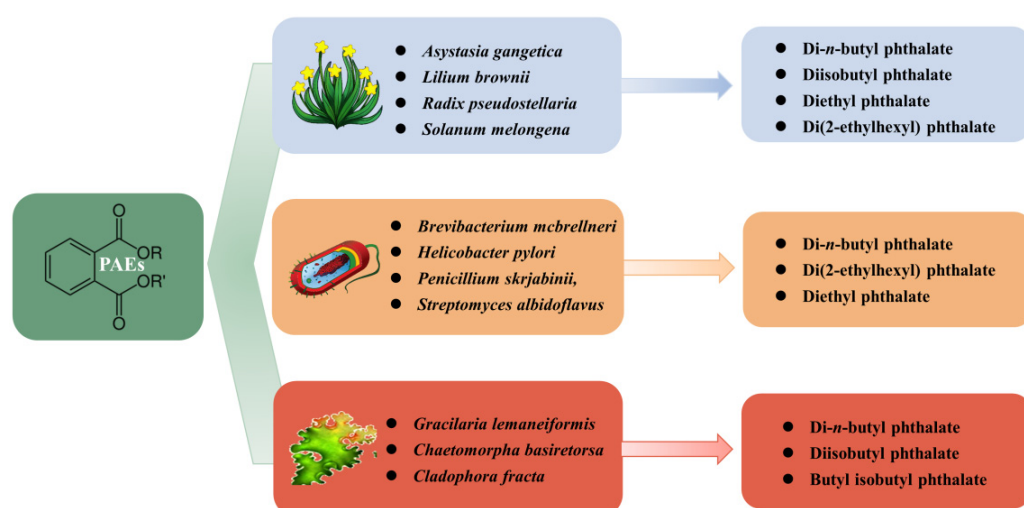 O
OR
PAEs
OR'
O
● Asystasia gangetica
● Lilium brownii
● Radix pseudostellaria
● Solanum melongena
● Di-n-butyl phthalate
● Diisobutyl phthalate
● Diethyl phthalate
● Di(2-ethylhexyl) phthalate
● Brevibacterium mcbrellneri
● Helicobacter pylori
● Penicillium skrjabinii,
● Streptomyces albidoflavus
● Di-n-butyl phthalate
● Di(2-ethylhexyl) phthalate
● Diethyl phthalate
● Gracilaria lemaneiformis
● Chaetomorpha basiretorsa
● Cladophora fracta
● Di-n-butyl phthalate
● Diisobutyl phthalate
● Butyl isobutyl phthalate